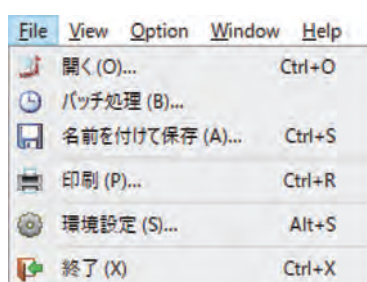 File View Option Window Help
開く(O)... Ctrl+O
バッチ処理 (B)...
名前を付けて保存 (A)... Ctrl+S
印刷 (P)... Ctrl+R
環境設定 (S)... Alt+S
終了 (X) Ctrl+X